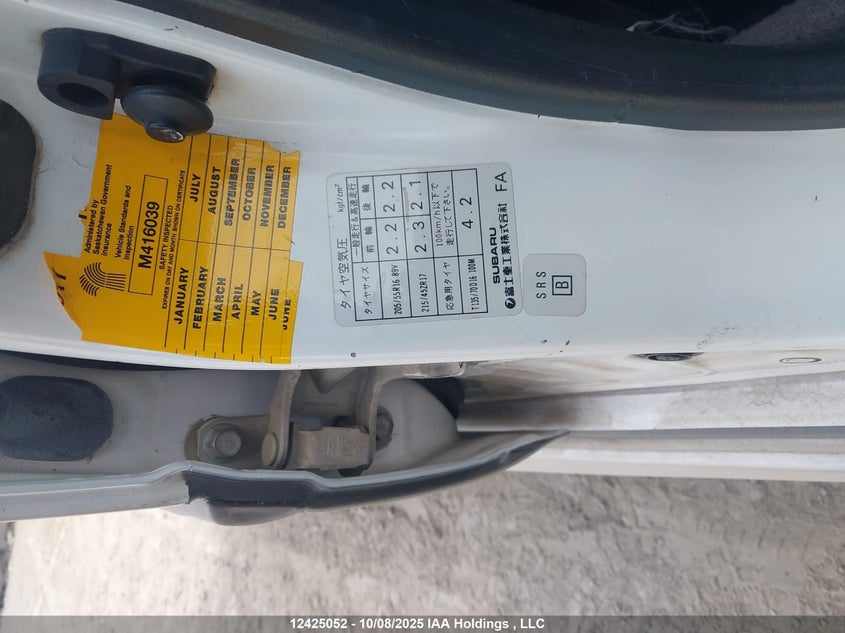 Administered by
Saskatchewan Government
Insurance
Vehicle Standards and
Inspection
M416039
SAFETY INSPECTED
EXPIRES ON DAY AND MONTH SHOWN ON CERTIFICATE
JANUARY JULY
FEBRUARY AUGUST
MARCH SEPTEMBER
APRIL OCTOBER
MAY NOVEMBER
JUNE DECEMBER
JUNE
タイヤ空気圧 kgf/cm²
タイヤサイズ 一般走行&高速走行
前輪 後輪
205/55R16 89V 2.2 2.2
215/45ZR17 2.3 2.1
応急用タイヤ 100km/h以下で
走行して下さい。
T135/70D16 100M 4.2
SUBARU
富士重工業株式会社 FA
SRS
B
12425052 - 10/08/2025 IAA Holdings , LLC